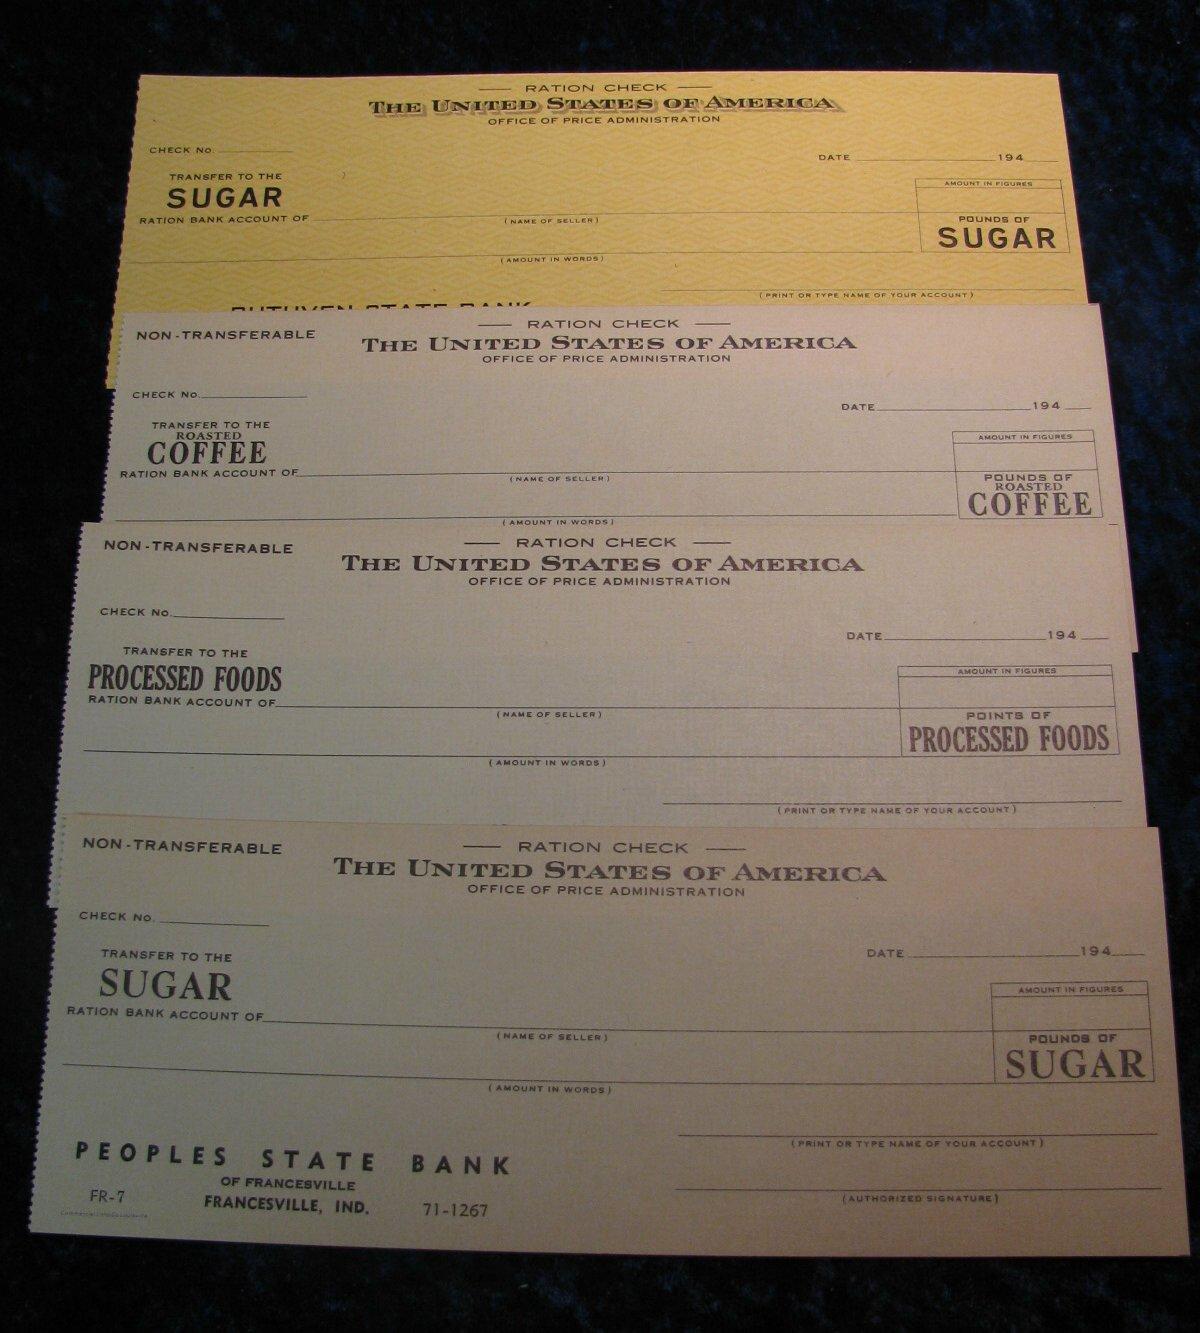 RATION CHECK
THE UNITED STATES OF AMERICA
OFFICE OF PRICE ADMINISTRATION
CHECK No.
DATE 194
TRANSFER TO THE
SUGAR
RATION BANK ACCOUNT OF
(NAME OF SELLER)
AMOUNT IN FIGURES
POUNDS OF
SUGAR
(AMOUNT IN WORDS)
(PRINT OR TYPE NAME OF YOUR ACCOUNT)
RUTHVEN STATE BANK
NON-TRANSFERABLE
RATION CHECK
THE UNITED STATES OF AMERICA
OFFICE OF PRICE ADMINISTRATION
CHECK No.
DATE 194
TRANSFER TO THE
ROASTED
COFFEE
RATION BANK ACCOUNT OF
(NAME OF SELLER)
AMOUNT IN FIGURES
POUNDS OF
ROASTED
COFFEE
(AMOUNT IN WORDS)
NON-TRANSFERABLE
RATION CHECK
THE UNITED STATES OF AMERICA
OFFICE OF PRICE ADMINISTRATION
CHECK No.
DATE 194
TRANSFER TO THE
PROCESSED FOODS
RATION BANK ACCOUNT OF
(NAME OF SELLER)
AMOUNT IN FIGURES
POINTS OF
PROCESSED FOODS
(AMOUNT IN WORDS)
(PRINT OR TYPE NAME OF YOUR ACCOUNT)
NON-TRANSFERABLE
RATION CHECK
THE UNITED STATES OF AMERICA
OFFICE OF PRICE ADMINISTRATION
CHECK No.
DATE 194
TRANSFER TO THE
SUGAR
RATION BANK ACCOUNT OF
(NAME OF SELLER)
AMOUNT IN FIGURES
POUNDS OF
SUGAR
(AMOUNT IN WORDS)
(PRINT OR TYPE NAME OF YOUR ACCOUNT)
PEOPLES STATE BANK
OF FRANCESVILLE
FR-7 FRANCESVILLE, IND. 71-1267
(AUTHORIZED SIGNATURE)